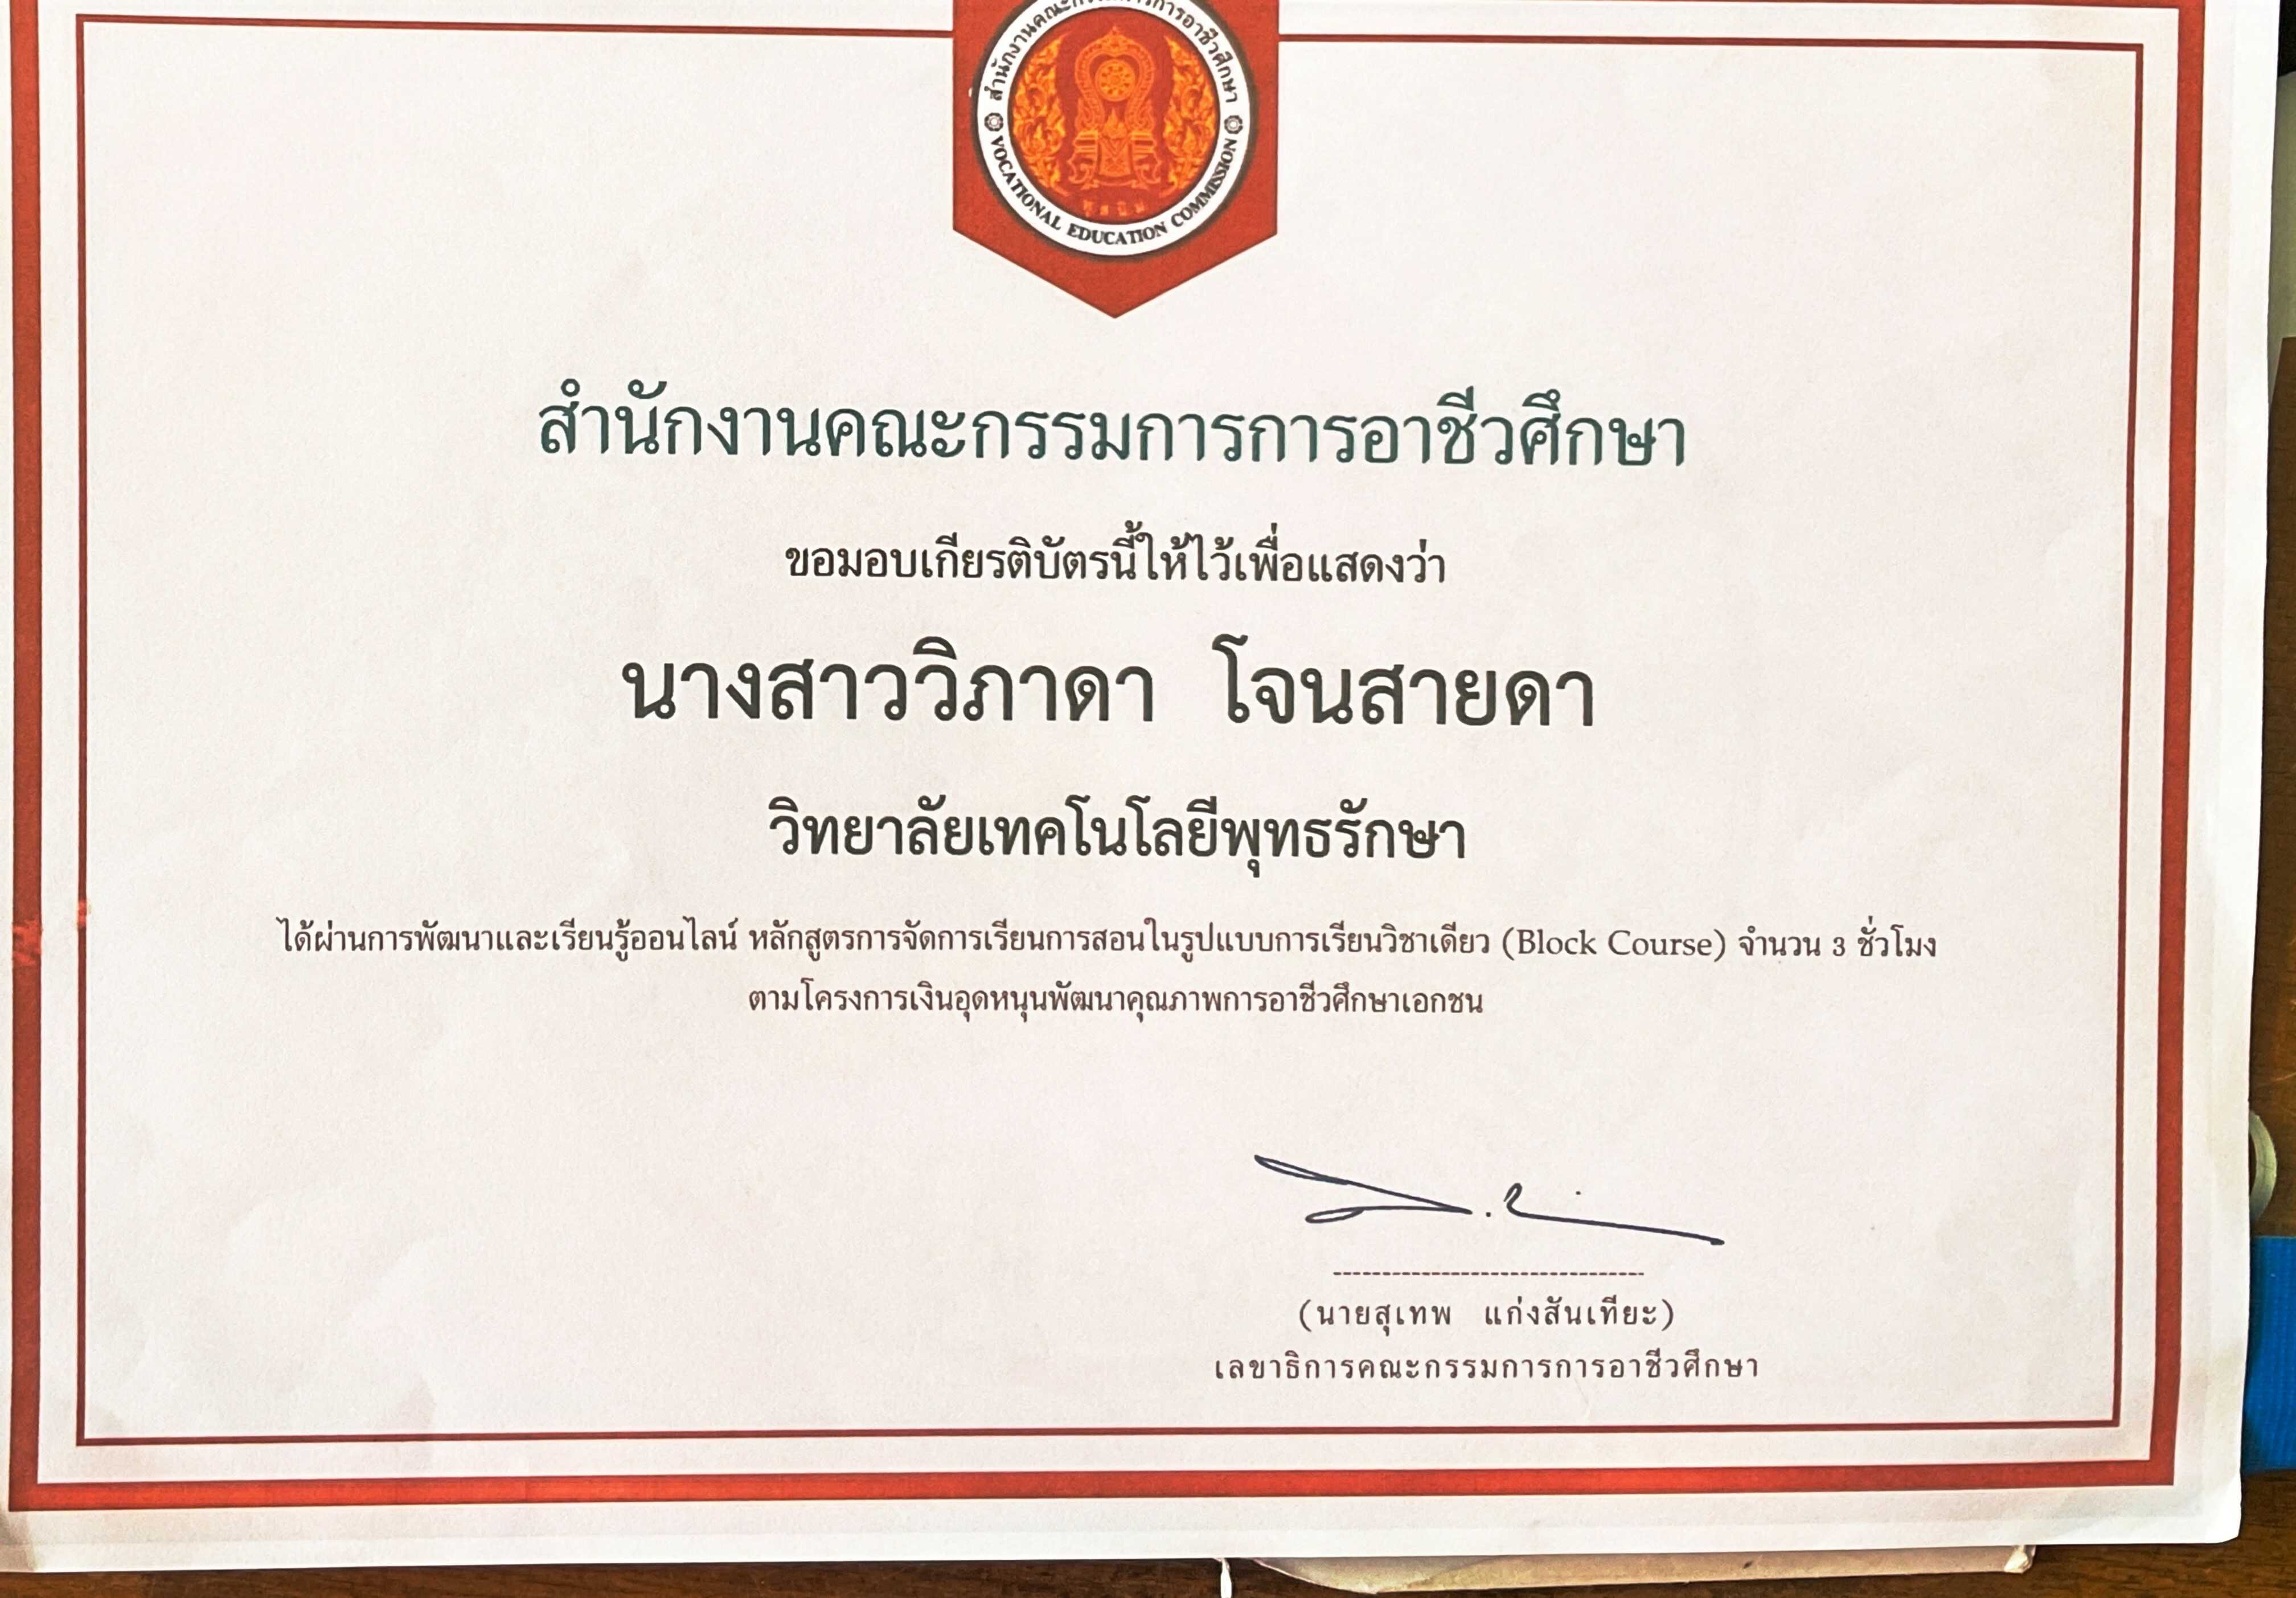 สำนักงานคณะกรรมการการอาชีวศึกษา
VOCATIONAL EDUCATION COMMISSION
สำนักงานคณะกรรมการการอาชีวศึกษา
ขอมอบเกียรติบัตรนี้ให้ไว้เพื่อแสดงว่า
นางสาววิภาดา โจนสายดา
วิทยาลัยเทคโนโลยีพุทธรักษา
ได้ผ่านการพัฒนาและเรียนรู้ออนไลน์ หลักสูตรการจัดการเรียนการสอนในรูปแบบการเรียนวิชาเดียว (Block Course) จำนวน 3 ชั่วโมง
ตามโครงการเงินอุดหนุนพัฒนาคุณภาพการอาชีวศึกษาเอกชน
(นายสุเทพ แก่งสันเทียะ)
เลขาธิการคณะกรรมการการอาชีวศึกษา